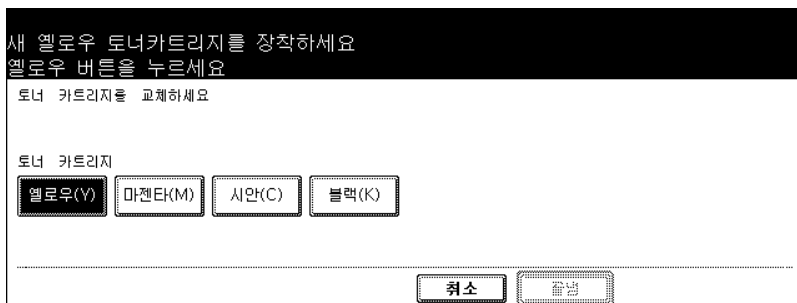 새 옐로우 토너카트리지를 장착하세요
옐로우 버튼을 누르세요
토너 카트리지를 교체하세요
토너 카트리지
옐로우(Y) 마젠타(M) 시안(C) 블랙(K)
취소